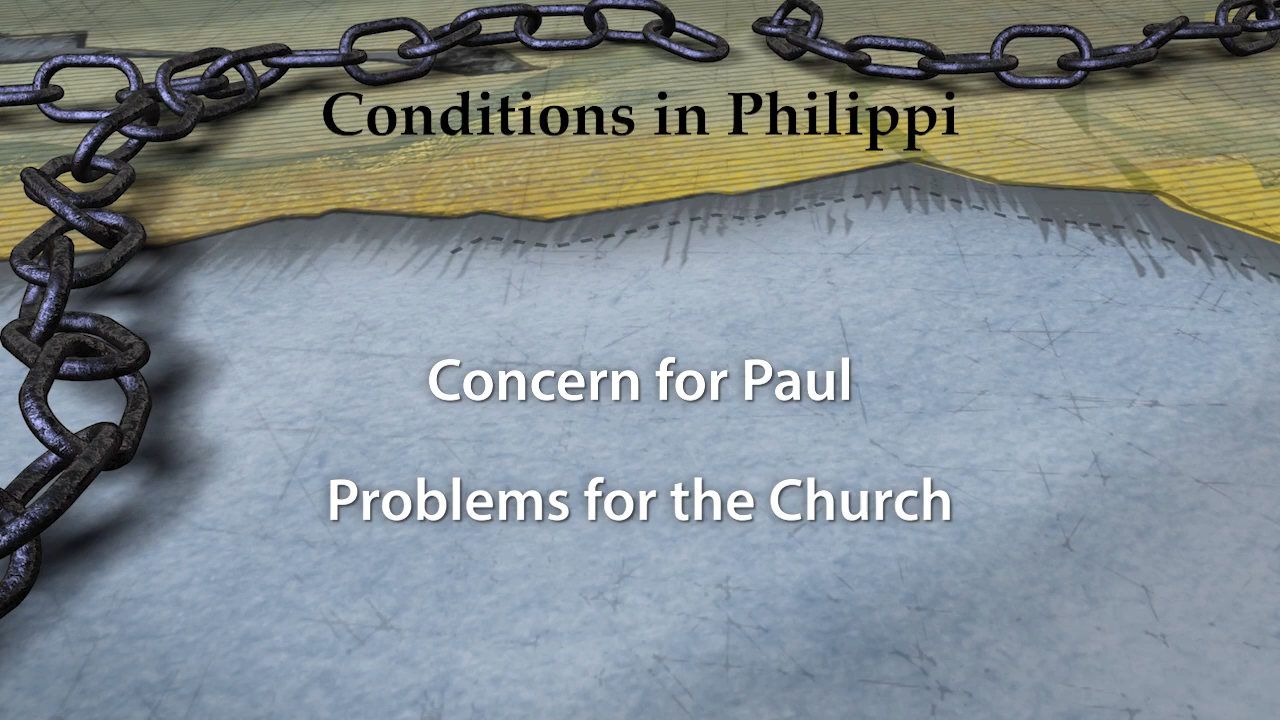 Conditions in Philippi
Concern for Paul
Problems for the Church